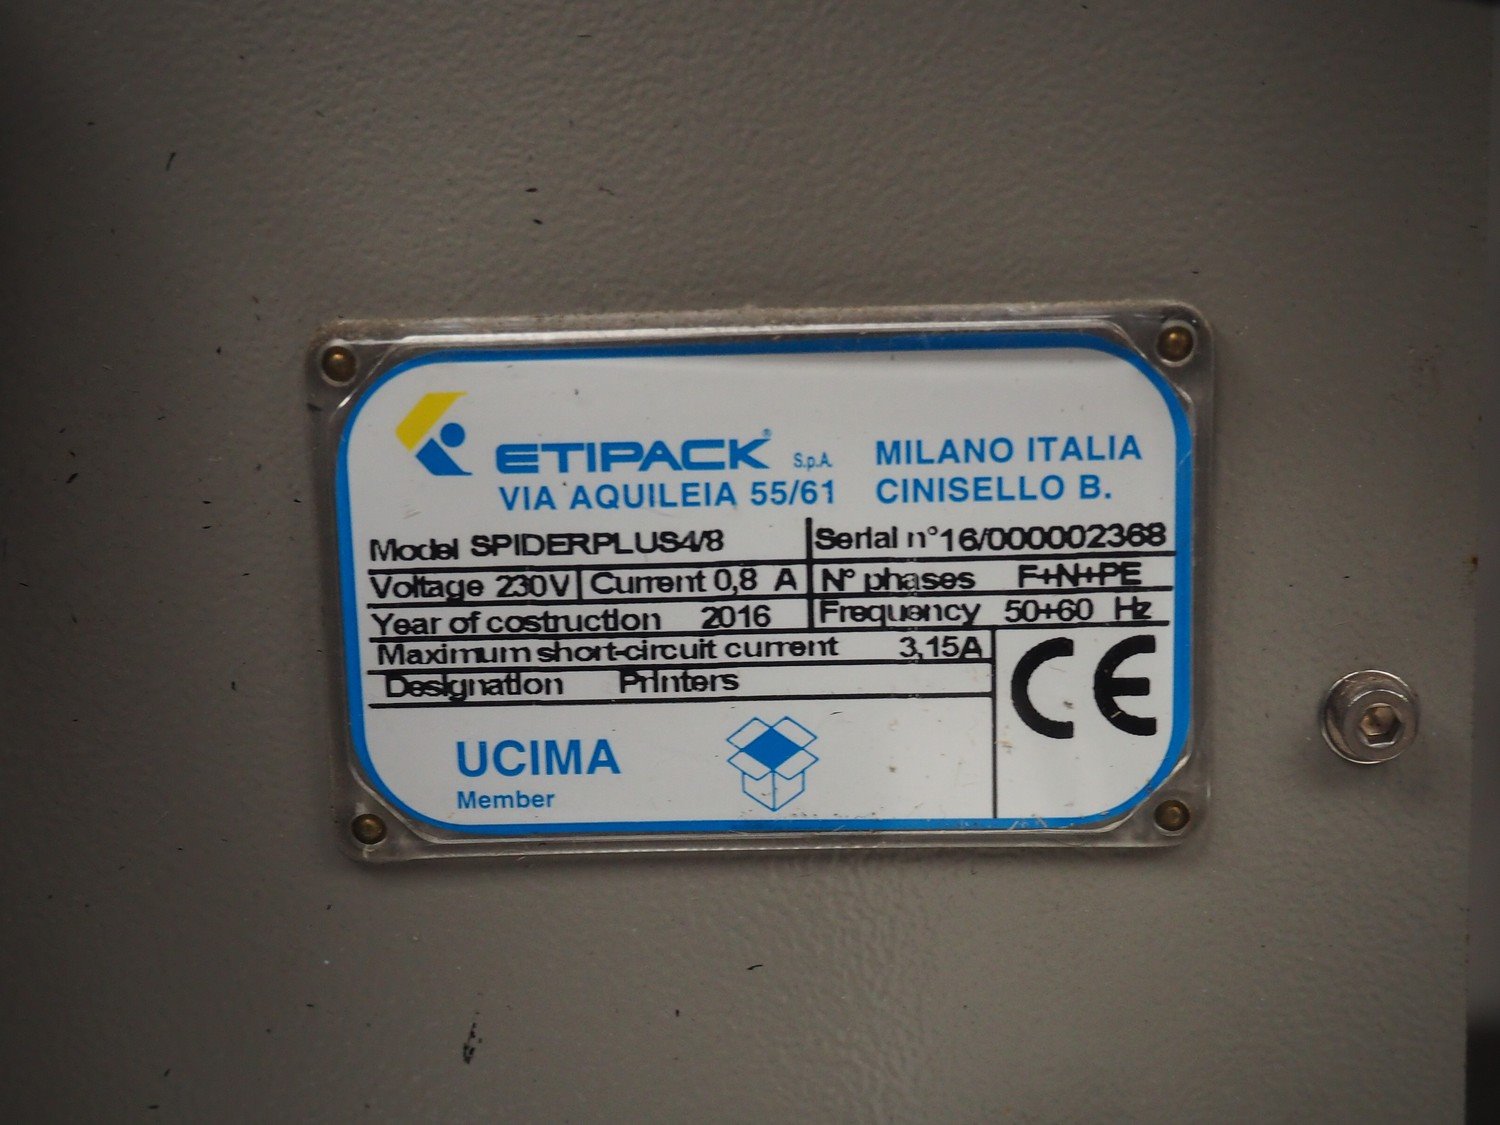 ETIPACK® S.p.A. MILANO ITALIA
VIA AQUILEIA 55/61 CINISELLO B.
Model SPIDERPLUS4/8 Serial n°16/000002368
Voltage 230V Current 0,8 A N° phases F+N+PE
Year of costruction 2016 Frequency 50+60 Hz
Maximum short-circuit current 3,15A
Designation Printers
CE
UCIMA
Member